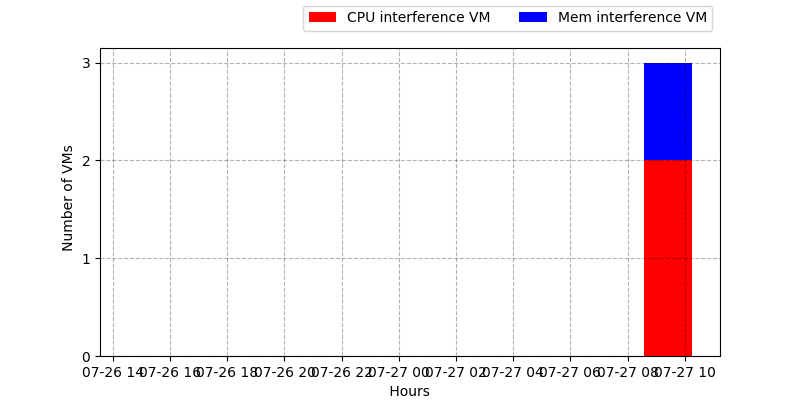 CPU interference VM Mem interference VM
3
2
1
0
Number of VMs
07-26 14 07-26 16 07-26 18 07-26 20 07-26 22 07-27 00 07-27 02 07-27 04 07-27 06 07-27 08 07-27 10
Hours